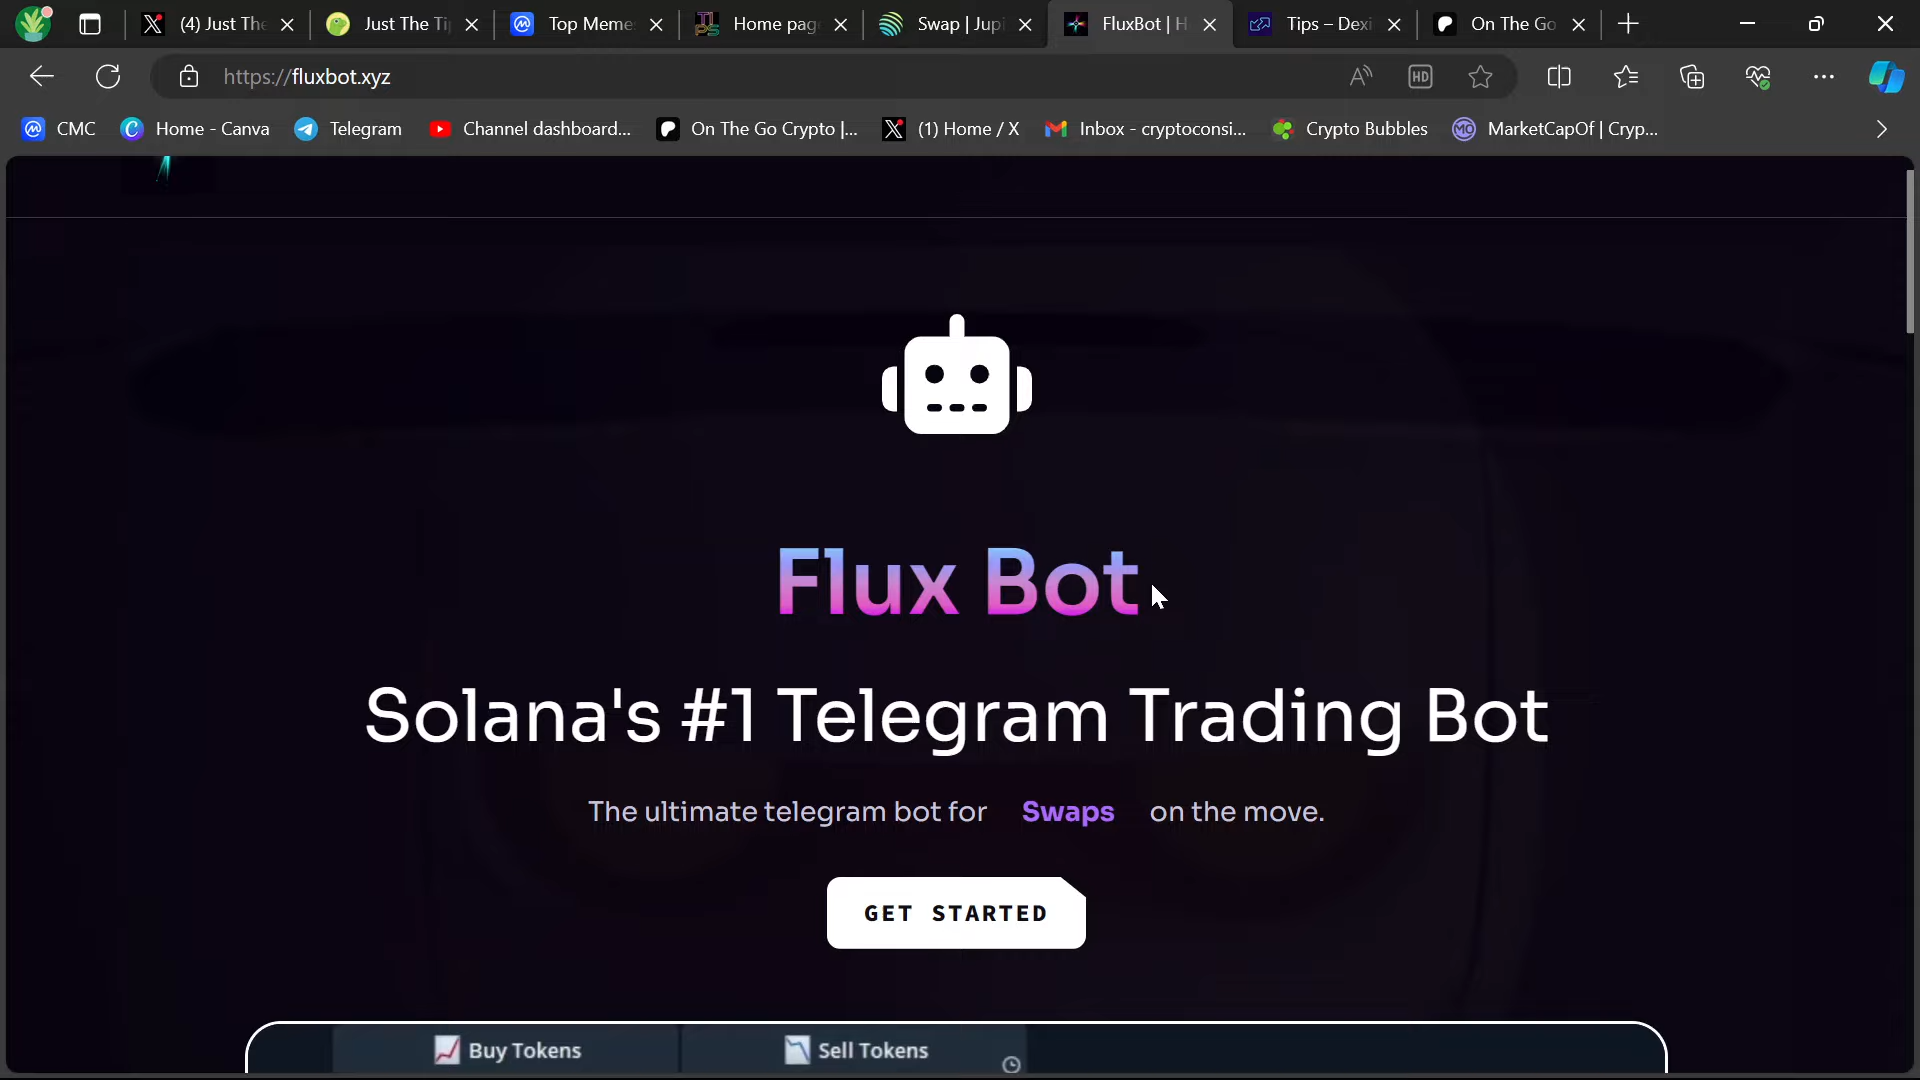 (4) Just The
Just The Ti
Top Meme
Home pag
Swap | Jup
FluxBot | H
Tips – Dexi
On The Go
https://fluxbot.xyz
HD
CMC
Home - Canva
Telegram
Channel dashboard...
On The Go Crypto |...
(1) Home / X
Inbox - cryptoconsi...
Crypto Bubbles
MarketCapOf | Cryp...
Flux Bot
Solana's #1 Telegram Trading Bot
The ultimate telegram bot for Swaps on the move.
GET STARTED
Buy Tokens
Sell Tokens